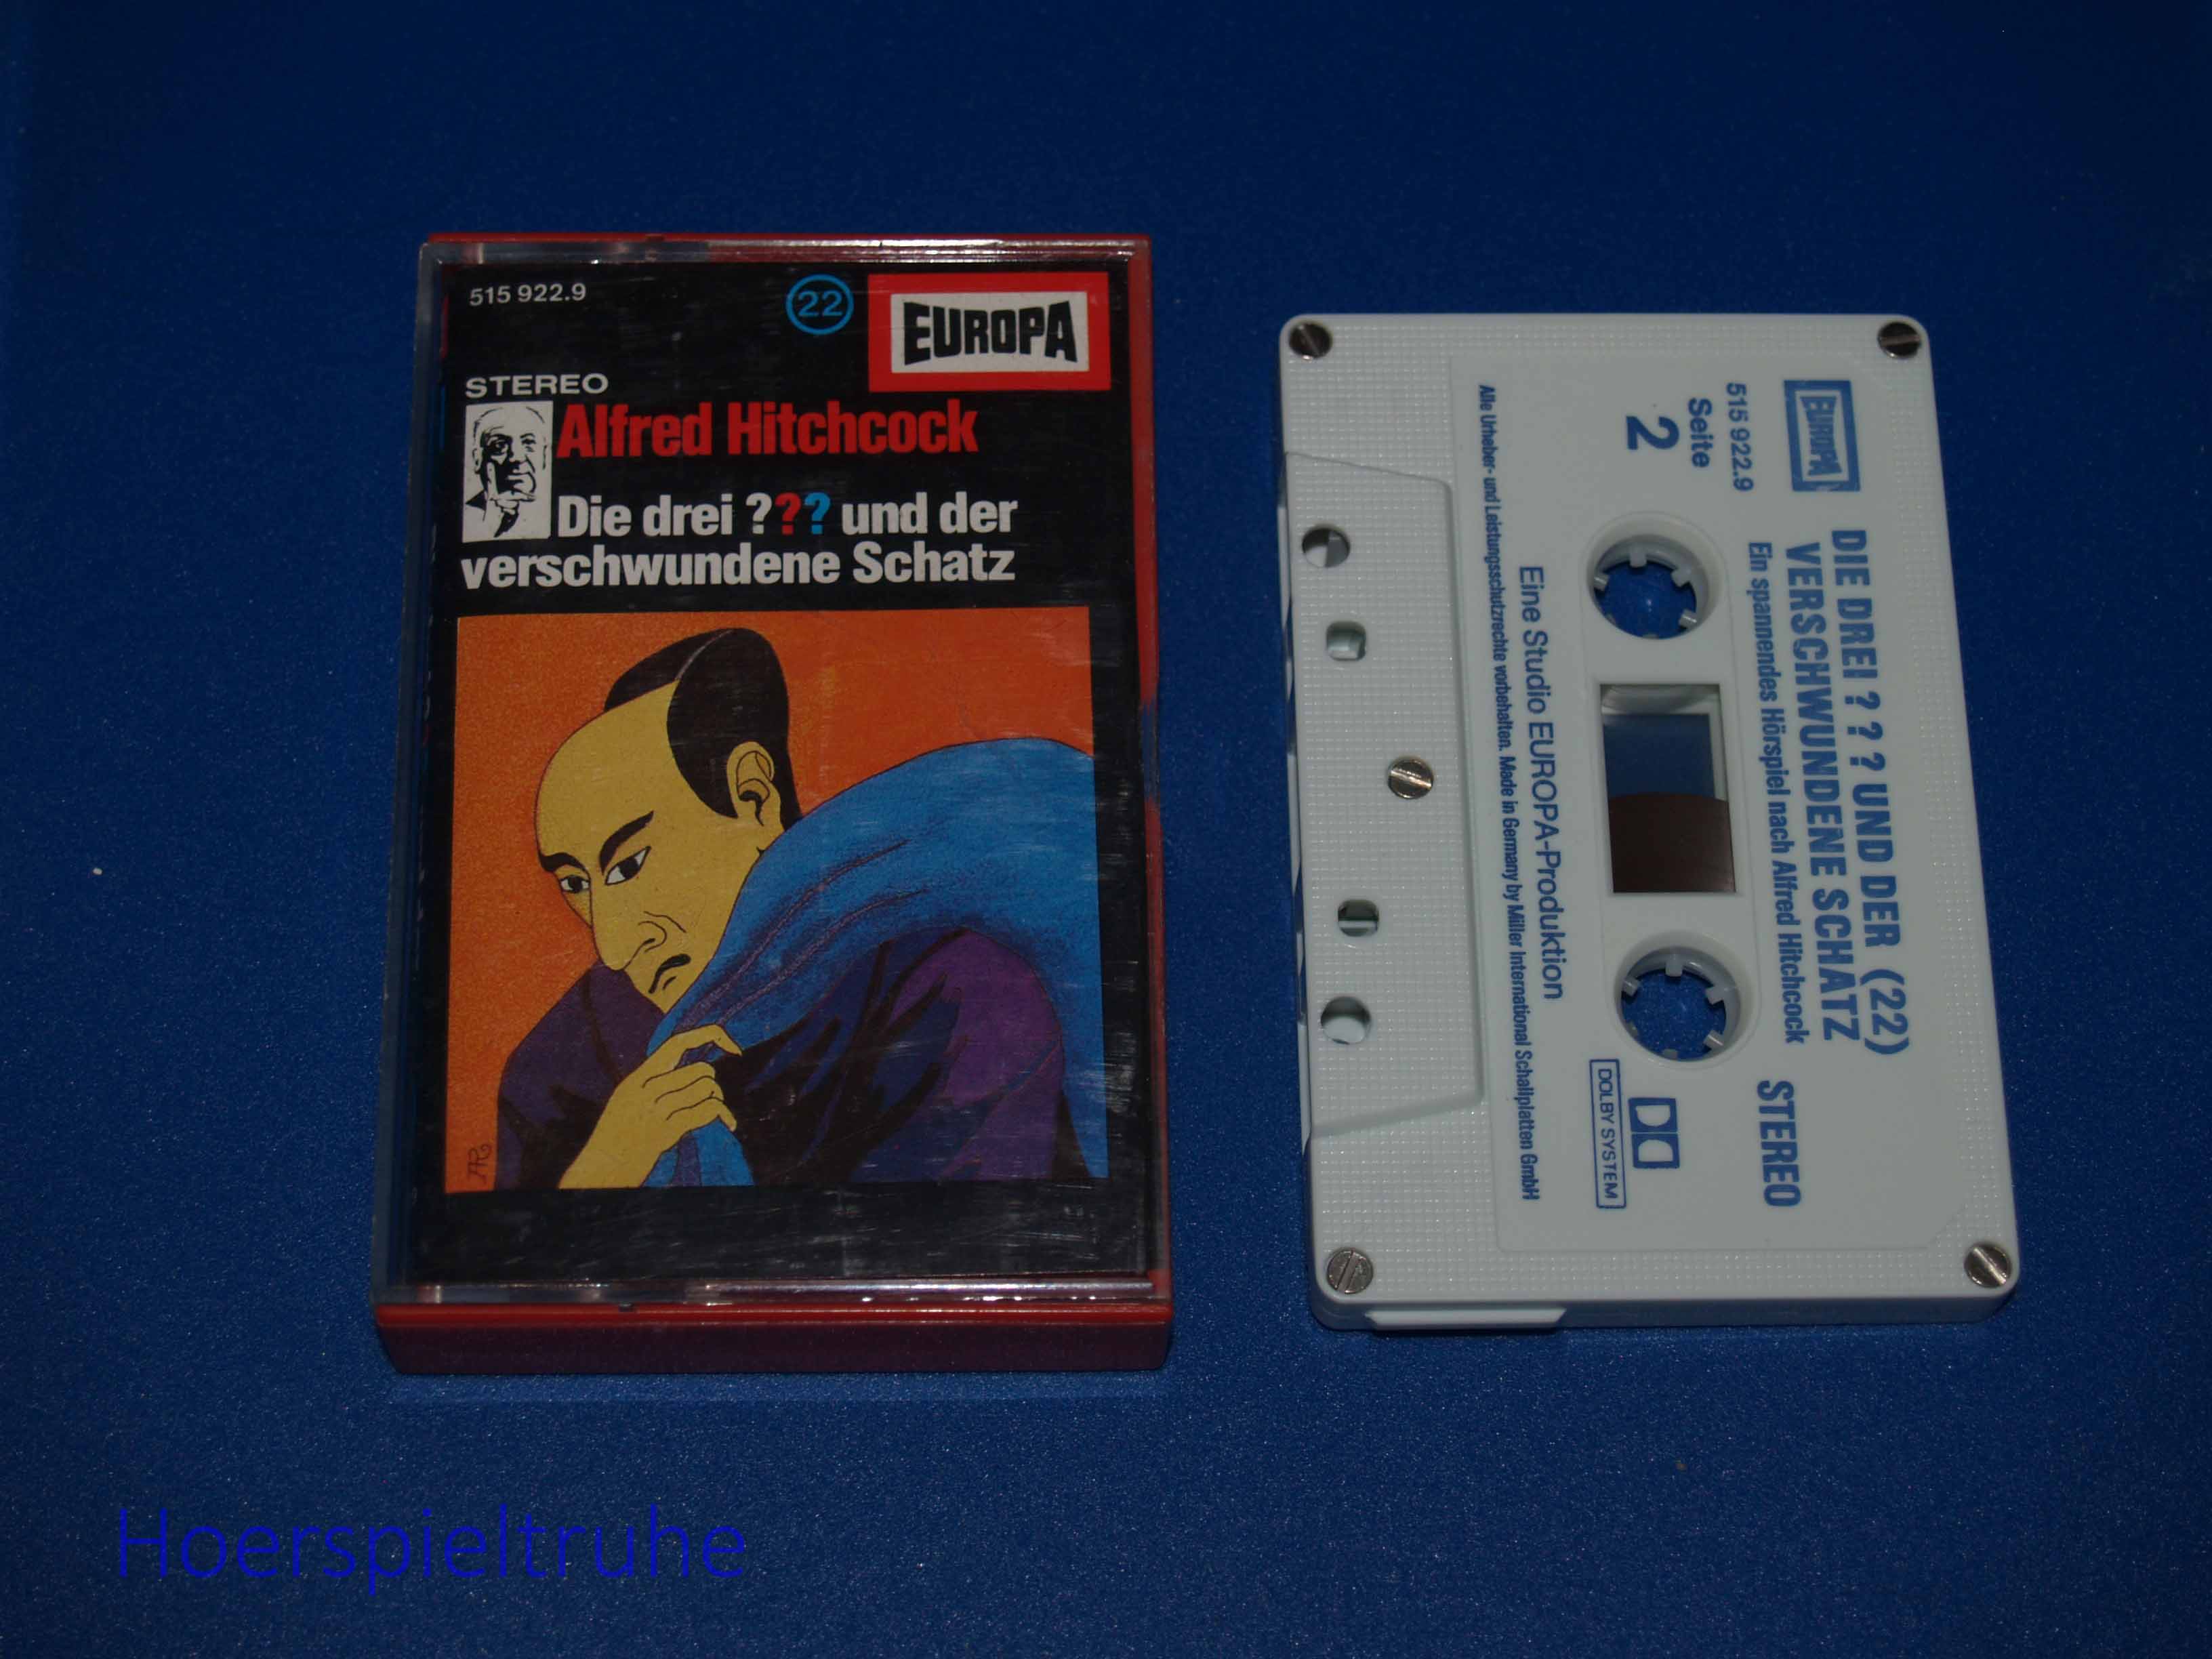 515 922.9
22
EUROPA
STEREO
Alfred Hitchcock
Die drei ??? und der
verschwundene Schatz
HR
EUROPA
515 922.9
Seite
2
DIE DREI ? ? ? UND DER (22)
VERSCHWUNDENE SCHATZ
Ein spannendes Hörspiel nach Alfred Hitchcock
STEREO
DOLBY SYSTEM
Eine Studio EUROPA-Produktion
Alle Urheber- und Leistungsschutzrechte vorbehalten. Made in Germany by Miller International Schallplatten GmbH
Hoerspieltruhe